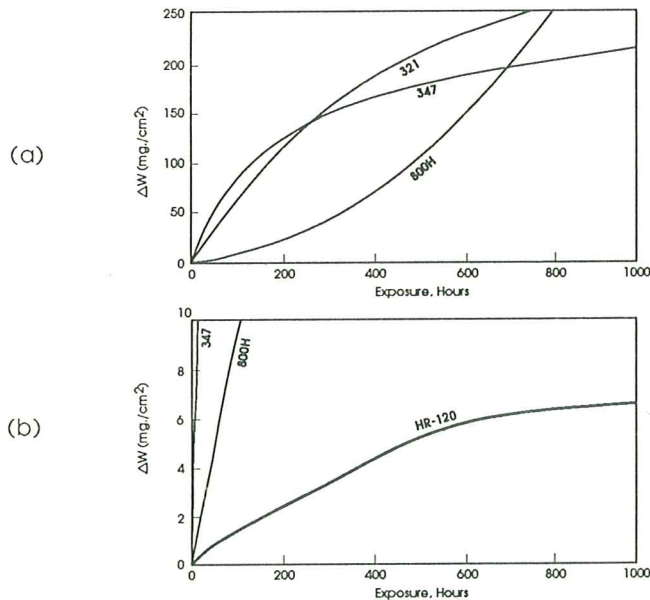 (a)
ΔW (mg./cm2)
250
200
150
100
50
0
321
347
800H
0 200 400 600 800 1000
Exposure, Hours
(b)
ΔW (mg./cm2)
10
8
6
4
2
0
347
800H
HR-120
0 200 400 600 800 1000
Exposure, Hours